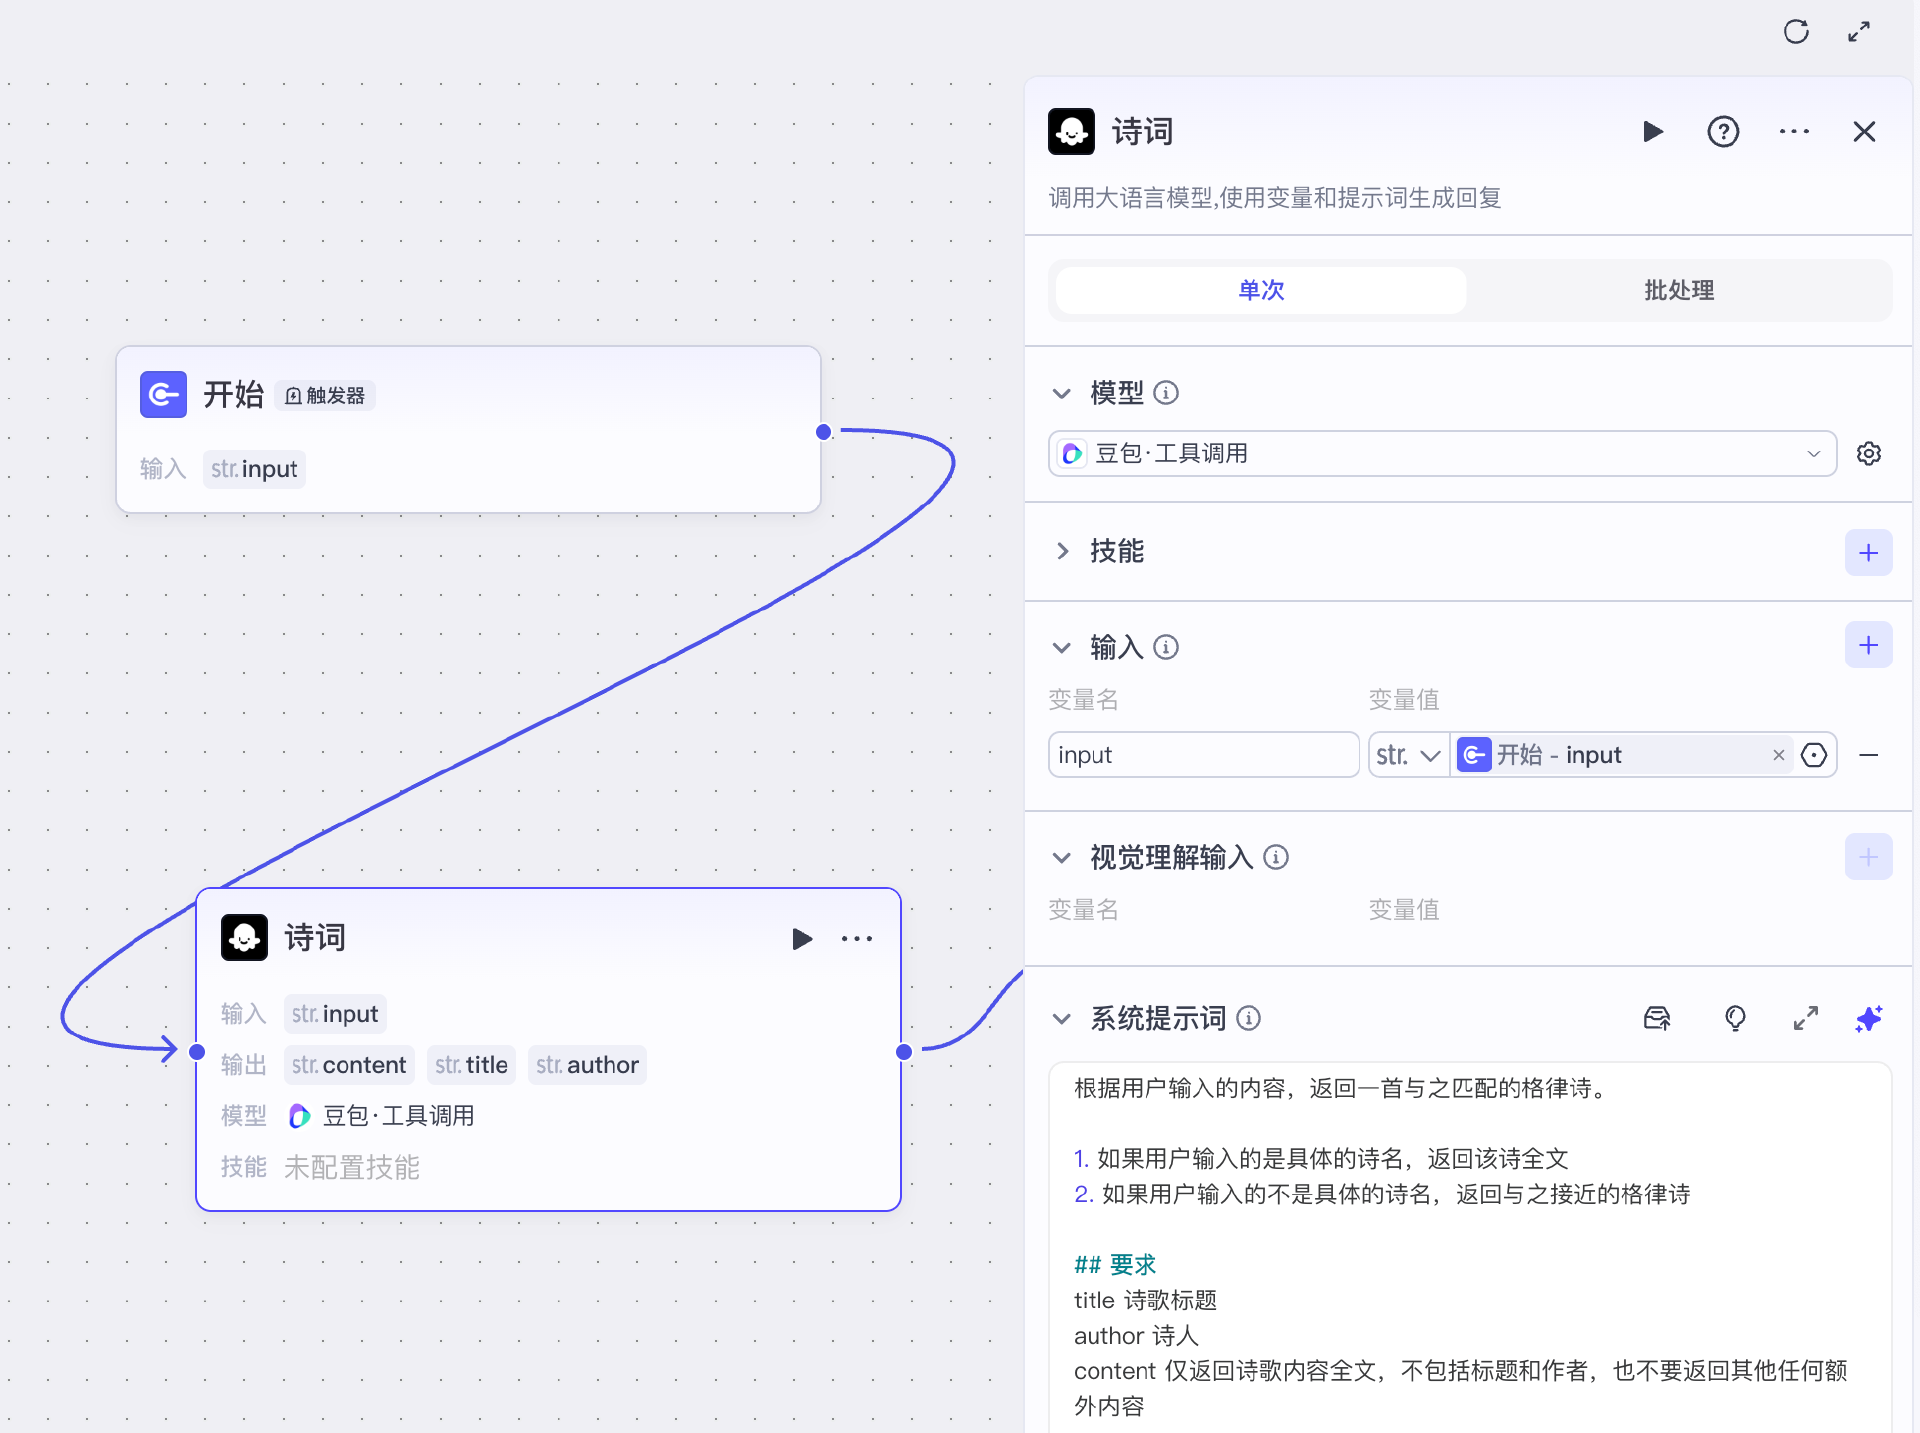 开始 触发器
输入 str. input
诗词
输入 str. input
输出 str. content str. title str. author
模型 豆包·工具调用
技能 未配置技能
诗词
调用大语言模型,使用变量和提示词生成回复
单次 批处理
模型
豆包·工具调用
技能
输入
变量名 变量值
input str. 开始 - input
视觉理解输入
变量名 变量值
系统提示词
根据用户输入的内容，返回一首与之匹配的格律诗。
1. 如果用户输入的是具体的诗名，返回该诗全文
2. 如果用户输入的不是具体的诗名，返回与之接近的格律诗
## 要求
title 诗歌标题
author 诗人
content 仅返回诗歌内容全文，不包括标题和作者，也不要返回其他任何额
外内容